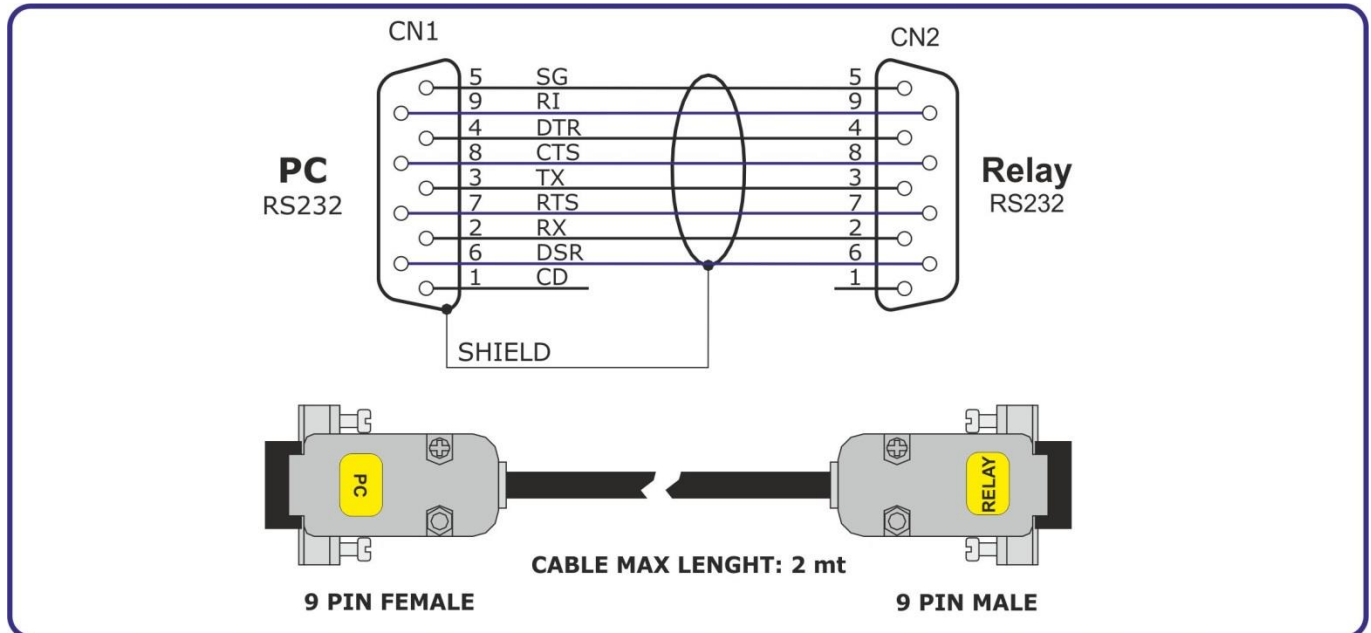 CN1
CN2
5 SG 5
9 RI 9
4 DTR 4
8 CTS 8
3 TX 3
7 RTS 7
2 RX 2
6 DSR 6
1 CD 1
PC
RS232
Relay
RS232
SHIELD
PC
RELAY
CABLE MAX LENGHT: 2 mt
9 PIN FEMALE
9 PIN MALE